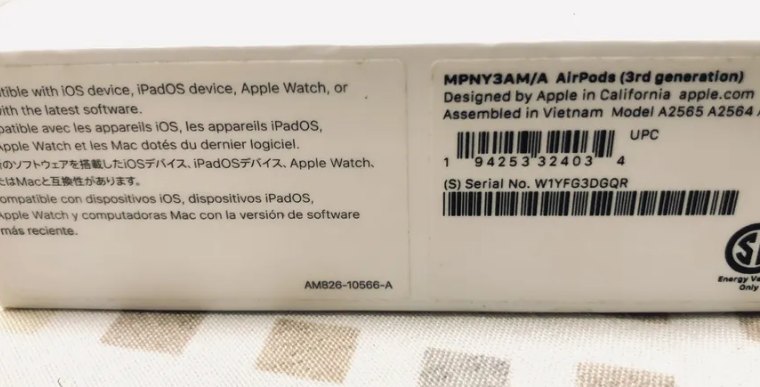 tible with iOS device, iPadOS device, Apple Watch, or
with the latest software.
patible avec les appareils iOS, les appareils iPadOS,
Apple Watch et les Mac dotés du dernier logiciel.
のソフトウェアを搭載したiOSデバイス、iPadOSデバイス、Apple Watch、
はMacと互換性があります。
ompatible con dispositivos iOS, dispositivos iPadOS,
Apple Watch y computadoras Mac con la versión de software
más reciente.
AM826-10566-A
MPNY3AM/A AirPods (3rd generation)
Designed by Apple in California apple.com
Assembled in Vietnam Model A2565 A2564
UPC
1 94253 32403 4
(S) Serial No. W1YFG3DGQR
Energy
Only